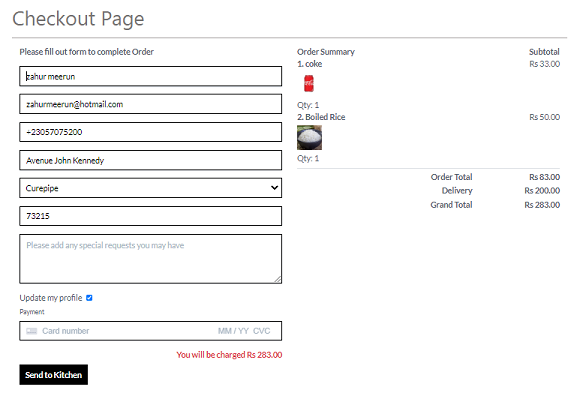 Checkout Page
Please fill out form to complete Order
zahur meerun
zahurmeerun@hotmail.com
+23057075200
Avenue John Kennedy
Curepipe
73215
Please add any special requests you may have
Update my profile
Payment
Card number MM / YY CVC
You will be charged Rs 283.00
Send to Kitchen
Order Summary Subtotal
1. coke Rs 33.00
Qty: 1
2. Boiled Rice Rs 50.00
Qty: 1
Order Total Rs 83.00
Delivery Rs 200.00
Grand Total Rs 283.00